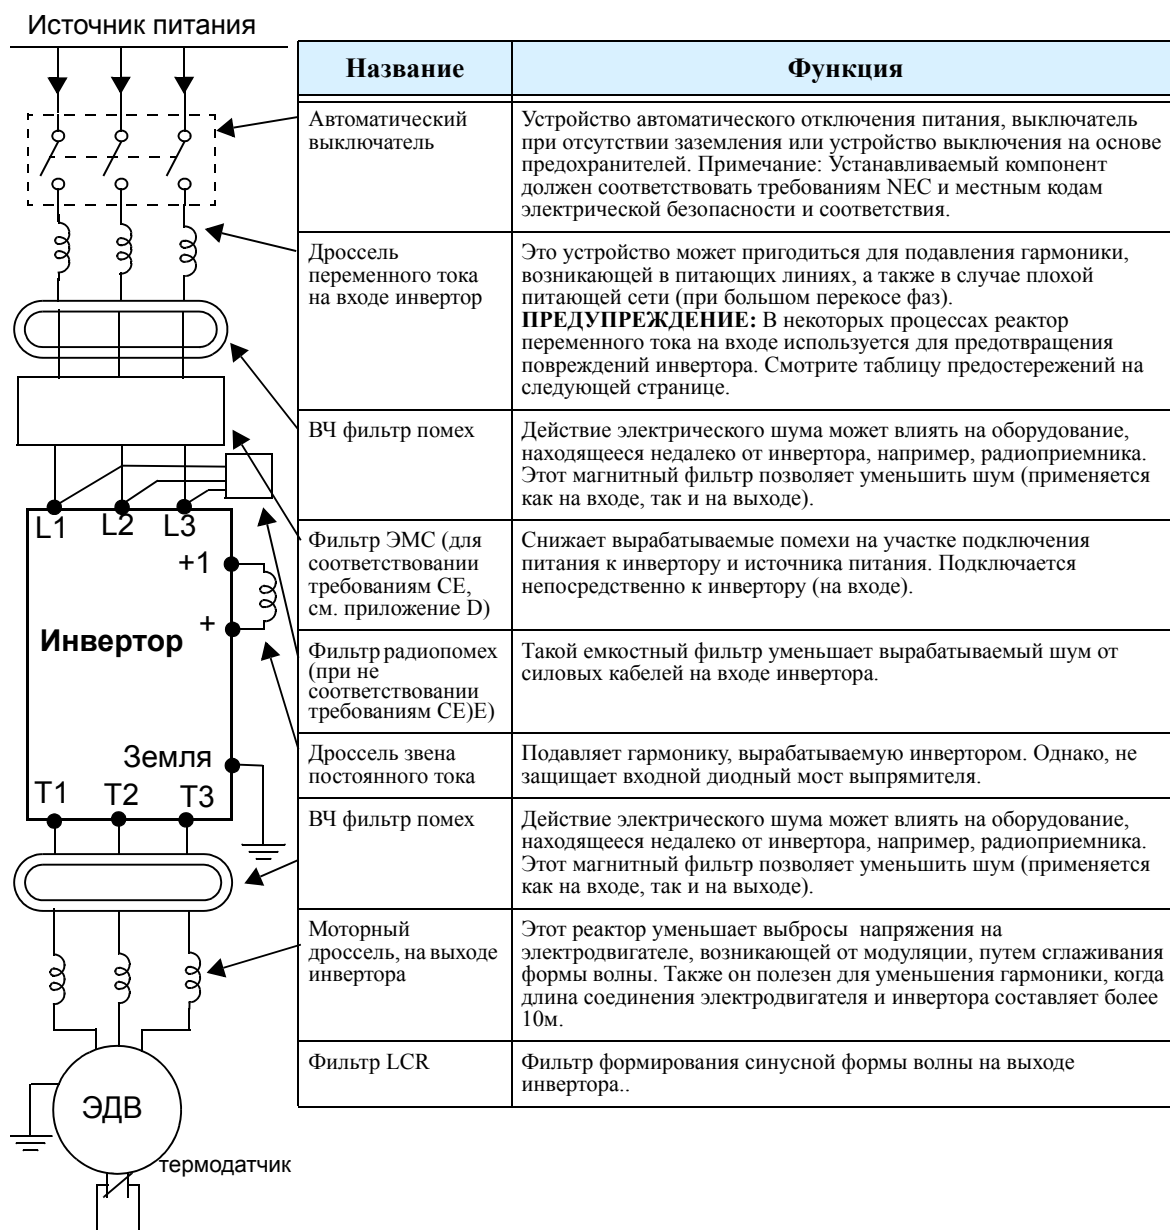 Источник питания
Название
Функция
Автоматический
выключатель
Устройство автоматического отключения питания, выключатель
при отсутствии заземления или устройство выключения на основе
предохранителей. Примечание: Устанавливаемый компонент
должен соответствовать требованиям NEC и местным кодам
электрической безопасности и соответствия.
Дроссель
переменного тока
на входе инвертор
Это устройство может пригодиться для подавления гармоники,
возникающей в питающих линиях, а также в случае плохой
питающей сети (при большом перекосе фаз).
ПРЕДУПРЕЖДЕНИЕ: В некоторых процессах реактор
переменного тока на входе используется для предотвращения
повреждений инвертора. Смотрите таблицу предостережений на
следующей странице.
ВЧ фильтр помех
Действие электрического шума может влиять на оборудование,
находящееся недалеко от инвертора, например, радиоприемника.
Этот магнитный фильтр позволяет уменьшить шум (применяется
как на входе, так и на выходе).
Фильтр ЭМС (для
соответствии
требованиям CE,
см. приложение D)
Снижает вырабатываемые помехи на участке подключения
питания к инвертору и источника питания. Подключается
непосредственно к инвертору (на входе).
Фильтр радиопомех
(при не
соответствии
требованиям CE)E)
Такой емкостный фильтр уменьшает вырабатываемый шум от
силовых кабелей на входе инвертора.
Дроссель звена
постоянного тока
Подавляет гармонику, вырабатываемую инвертором. Однако, не
защищает входной диодный мост выпрямителя.
ВЧ фильтр помех
Действие электрического шума может влиять на оборудование,
находящееся недалеко от инвертора, например, радиоприемника.
Этот магнитный фильтр позволяет уменьшить шум (применяется
как на входе, так и на выходе).
Моторный
дроссель, на выходе
инвертора
Этот реактор уменьшает выбросы напряжения на
электродвигателе, возникающей от модуляции, путем сглаживания
формы волны. Также он полезен для уменьшения гармоники, когда
длина соединения электродвигателя и инвертора составляет более
10м.
Фильтр LCR
Фильтр формирования синусной формы волны на выходе
инвертора..
L1 L2 L3
+1
+
Инвертор
Земля
T1 T2 T3
ЭДВ
термодатчик